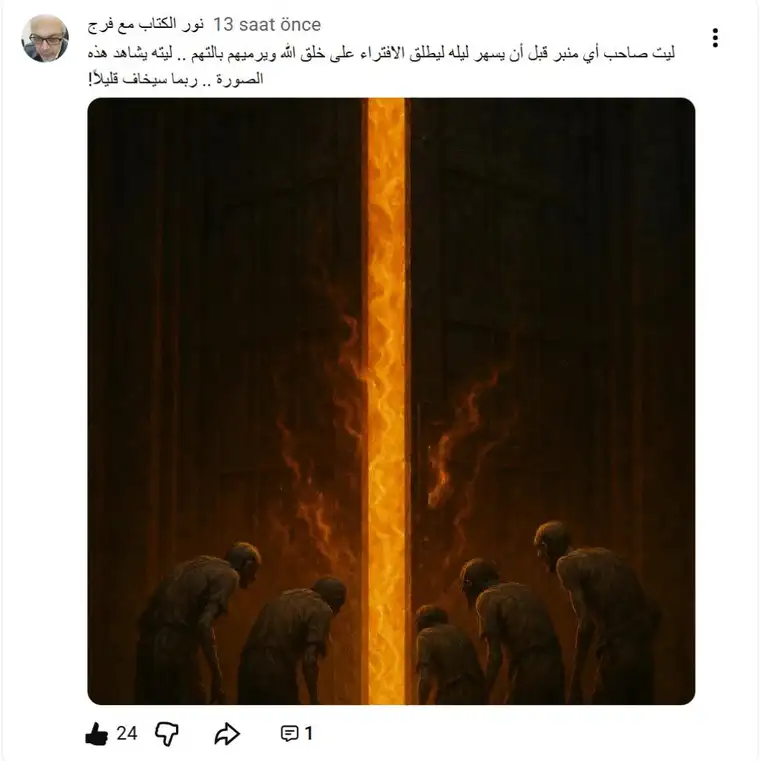 نور الكتاب مع فرج 13 saat önce
ليت صاحب أي منبر قبل أن يسهر ليله ليطلق الافتراء على خلق الله ويرميهم بالتهم .. ليته يشاهد هذه
الصورة .. ربما سيخاف قليلاً!
24 1